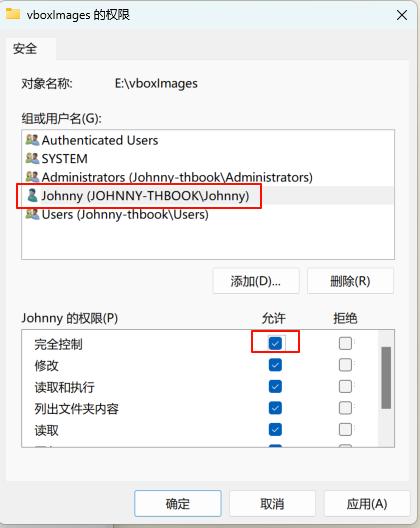 vboxImages 的权限
安全
对象名称: E:\vboxImages
组或用户名(G):
Authenticated Users
SYSTEM
Administrators (Johnny-thbook\Administrators)
Johnny (JOHNNY-THBOOK\Johnny)
Users (Johnny-thbook\Users)
添加(D)... 删除(R)
Johnny 的权限(P) 允许 拒绝
完全控制
修改
读取和执行
列出文件夹内容
读取
确定 取消 应用(A)